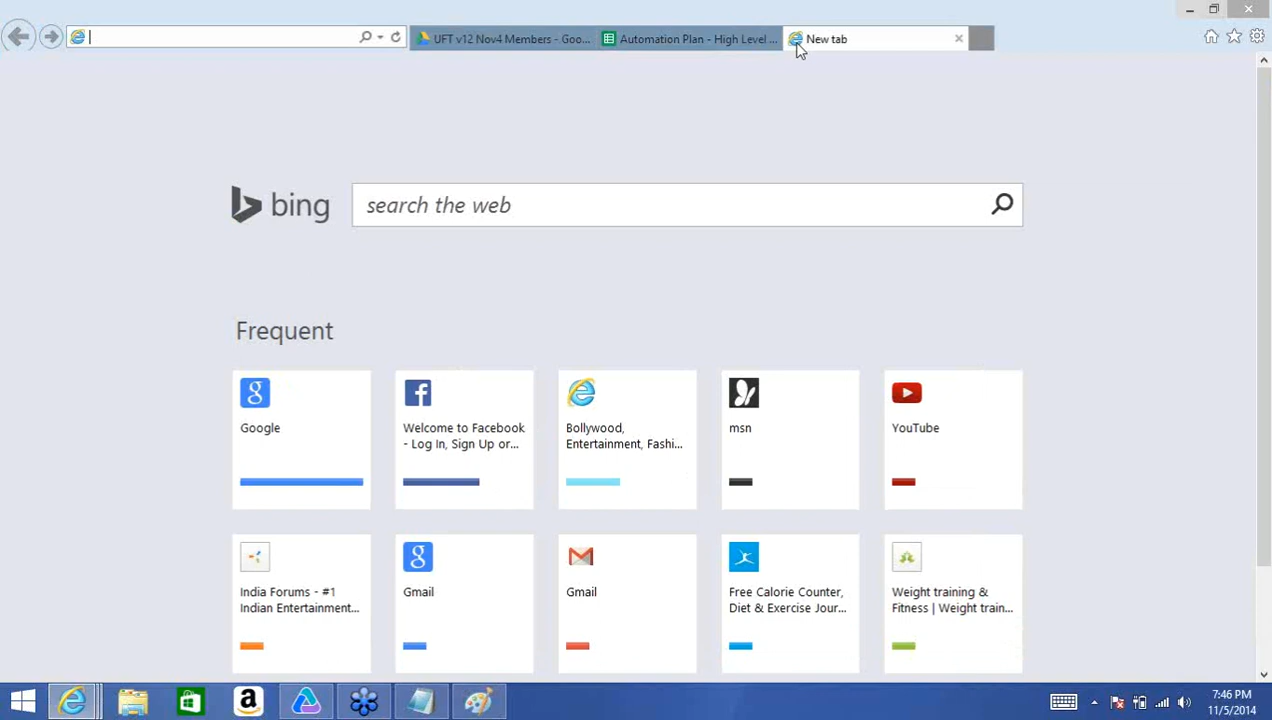 UFT v12 Nov4 Members - Goo...
Automation Plan - High Level ...
New tab
bing
search the web
Frequent
Google
Welcome to Facebook
- Log In, Sign Up or...
Bollywood,
Entertainment, Fashi...
msn
YouTube
India Forums - #1
Indian Entertainment...
Gmail
Gmail
Free Calorie Counter,
Diet & Exercise Jour...
Weight training &
Fitness | Weight train...
7:46 PM
11/5/2014